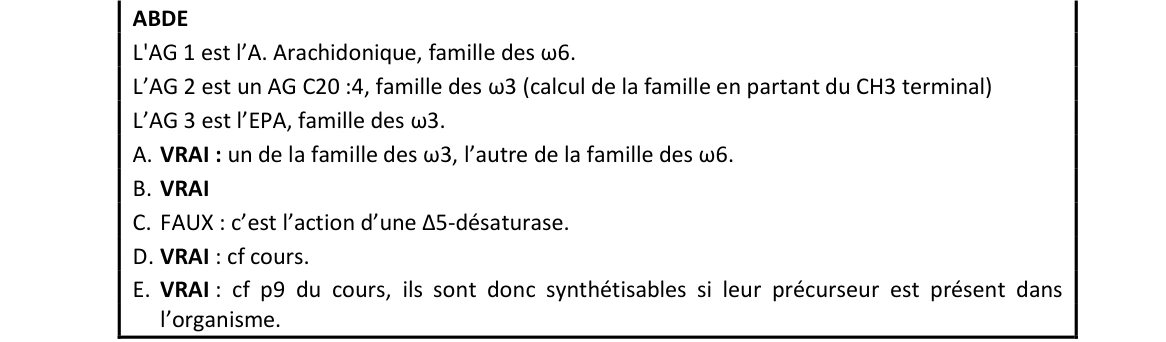 ABDE
L'AG 1 est l’A. Arachidonique, famille des ω6.
L’AG 2 est un AG C20 :4, famille des ω3 (calcul de la famille en partant du CH3 terminal)
L’AG 3 est l’EPA, famille des ω3.
A. VRAI : un de la famille des ω3, l’autre de la famille des ω6.
B. VRAI
C. FAUX : c’est l’action d’une Δ5-désaturase.
D. VRAI : cf cours.
E. VRAI : cf p9 du cours, ils sont donc synthétisables si leur précurseur est présent dans
l’organisme.